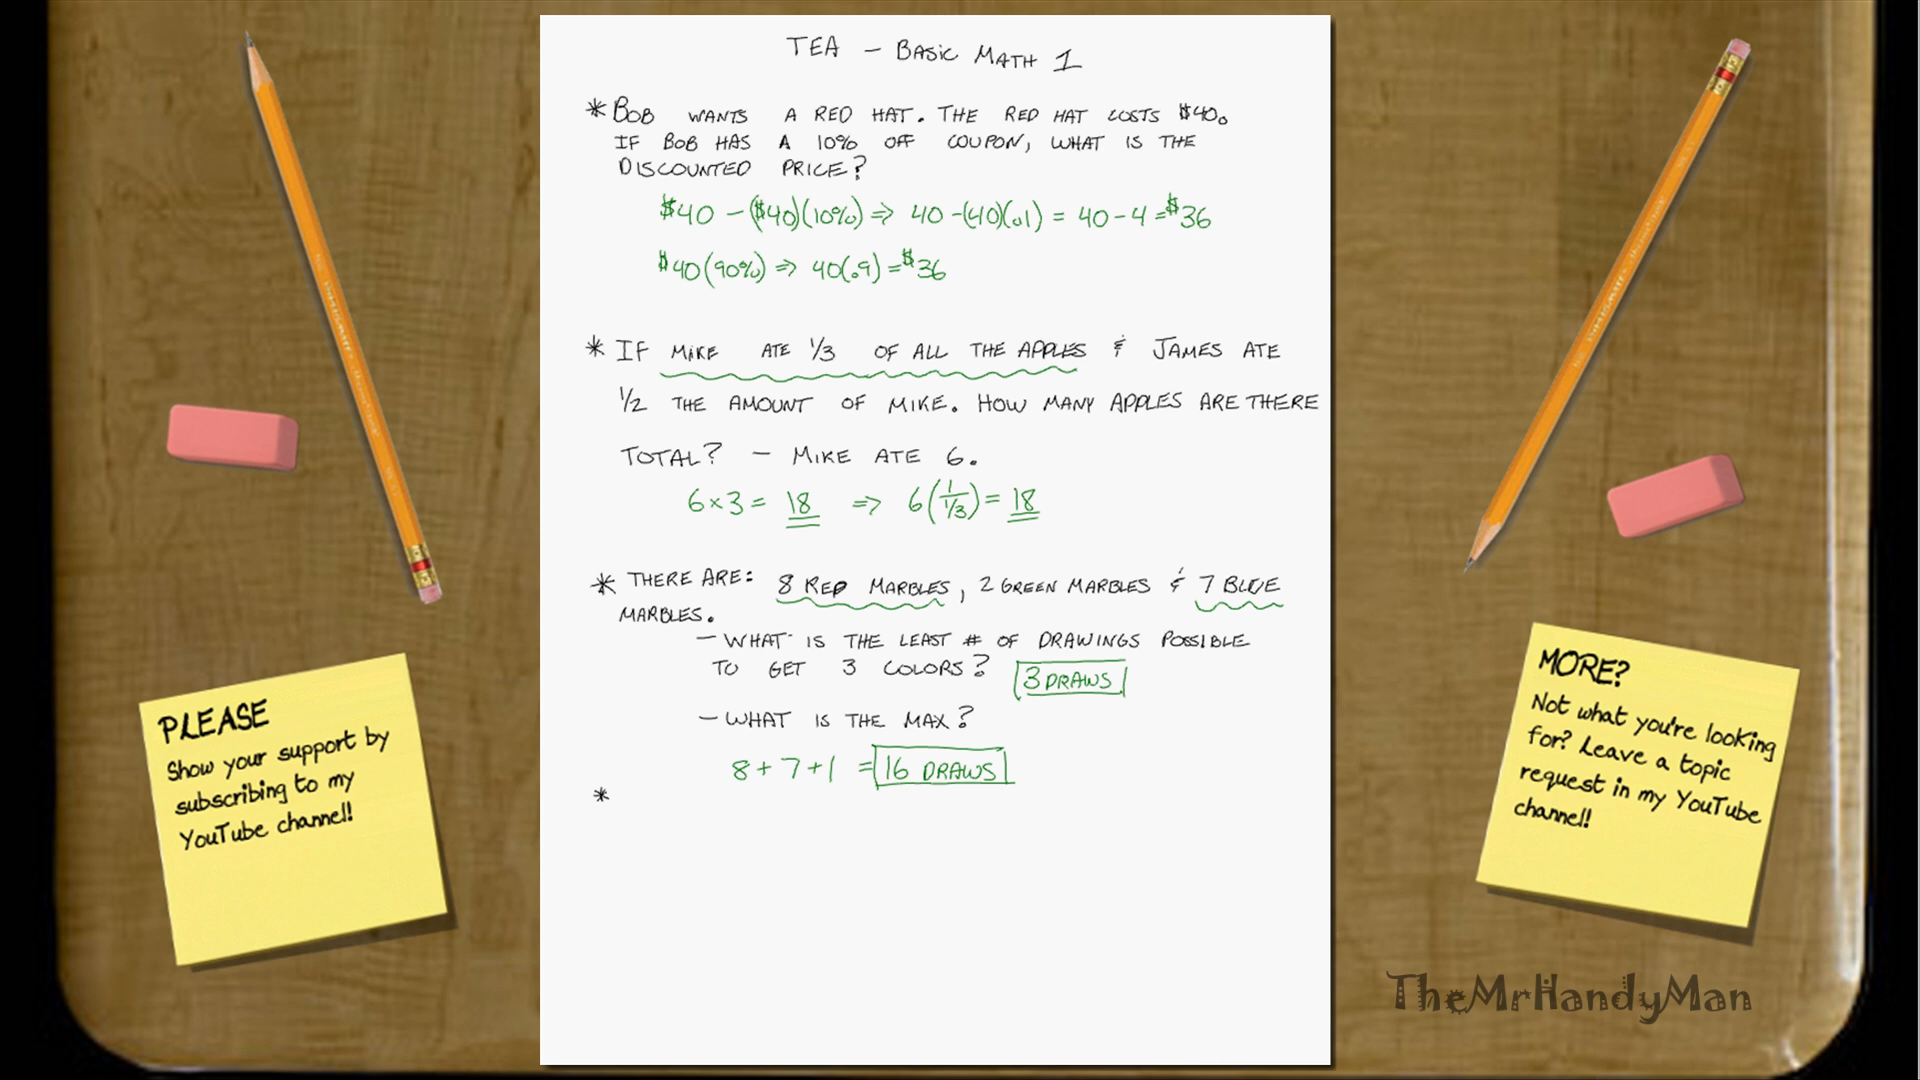 TEA - BASIC MATH 1
* BOB WANTS A RED HAT. THE RED HAT COSTS $40.
IF BOB HAS A 10% OFF COUPON, WHAT IS THE
DISCOUNTED PRICE?
$40 - ($40)(10%) ⇒ 40 - (40)(.1) = 40 - 4 = $36
$40(90%) ⇒ 40(.9) = $36
* IF MIKE ATE 1/3 OF ALL THE APPLES & JAMES ATE
1/2 THE AMOUNT OF MIKE. HOW MANY APPLES ARE THERE
TOTAL? - MIKE ATE 6.
6 x 3 = 18 ⇒ 6(1/(1/3)) = 18
* THERE ARE: 8 RED MARBLES, 2 GREEN MARBLES & 7 BLUE
MARBLES.
- WHAT IS THE LEAST # OF DRAWINGS POSSIBLE
TO GET 3 COLORS? 3 DRAWS
- WHAT IS THE MAX?
8 + 7 + 1 = 16 DRAWS
*
PLEASE
Show your support by
subscribing to my
YouTube channel!
MORE?
Not what you're looking
for? Leave a topic
request in my YouTube
channel!
TheMrHandyMan